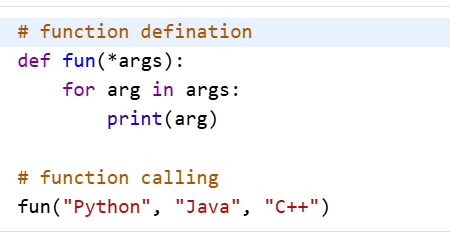 # function defination
def fun(*args):
    for arg in args:
        print(arg)

# function calling
fun("Python", "Java", "C++")